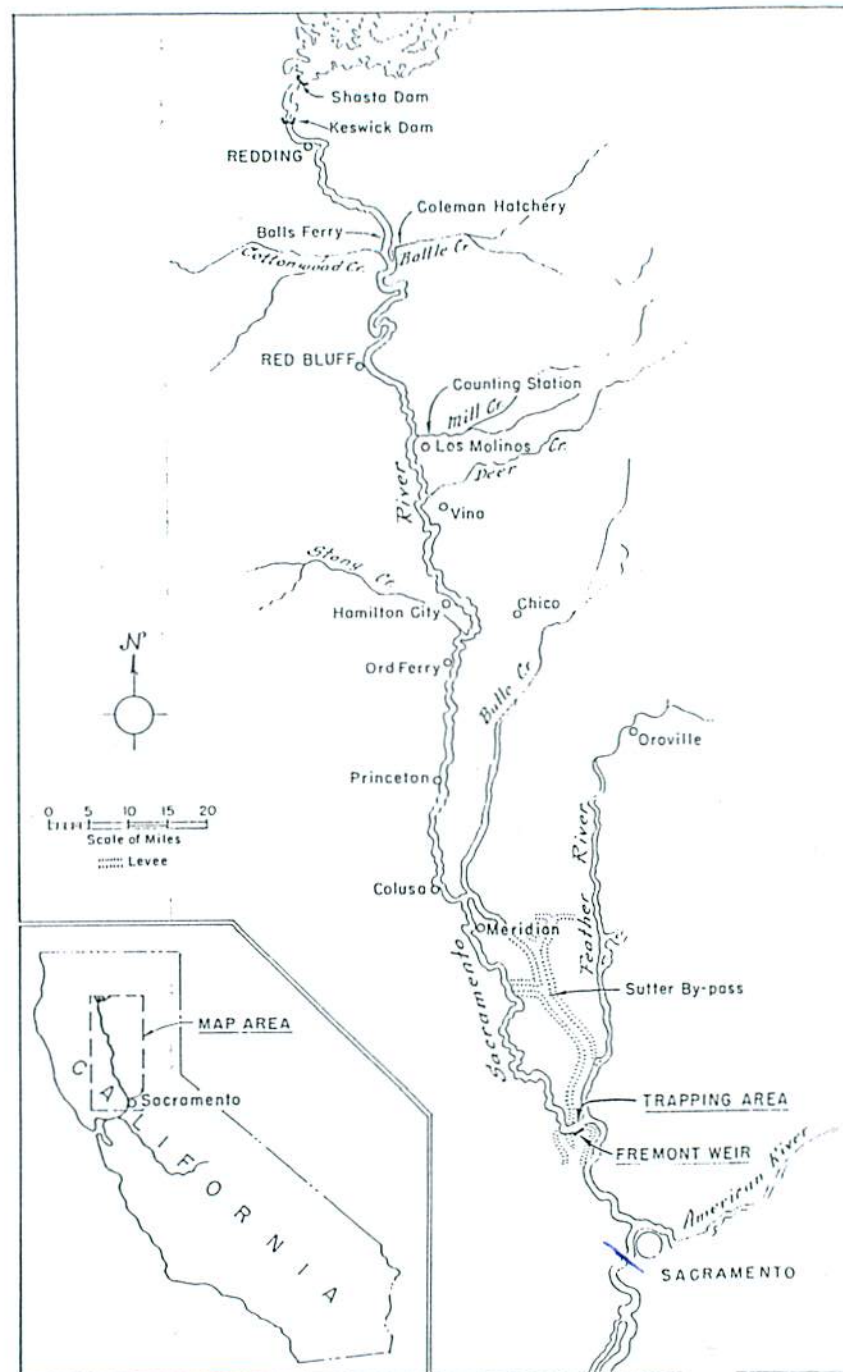 Shasta Dam
Keswick Dam
REDDING
Coleman Hatchery
Balls Ferry
Cottonwood Cr.
Battle Cr
RED BLUFF
Counting Station
Mill Cr
Los Molinos
Deer Cr.
River
Vina
Stony Cr.
Hamilton City
Chico
N
Ord Ferry
Butte Cr
Oroville
Princeton
0 5 10 15 20
Scale of Miles
Levee
Feather River
Colusa
Meridian
Sacramento
Sutter By-pass
MAP AREA
Sacramento
CALIFORNIA
TRAPPING AREA
FREMONT WEIR
American River
SACRAMENTO